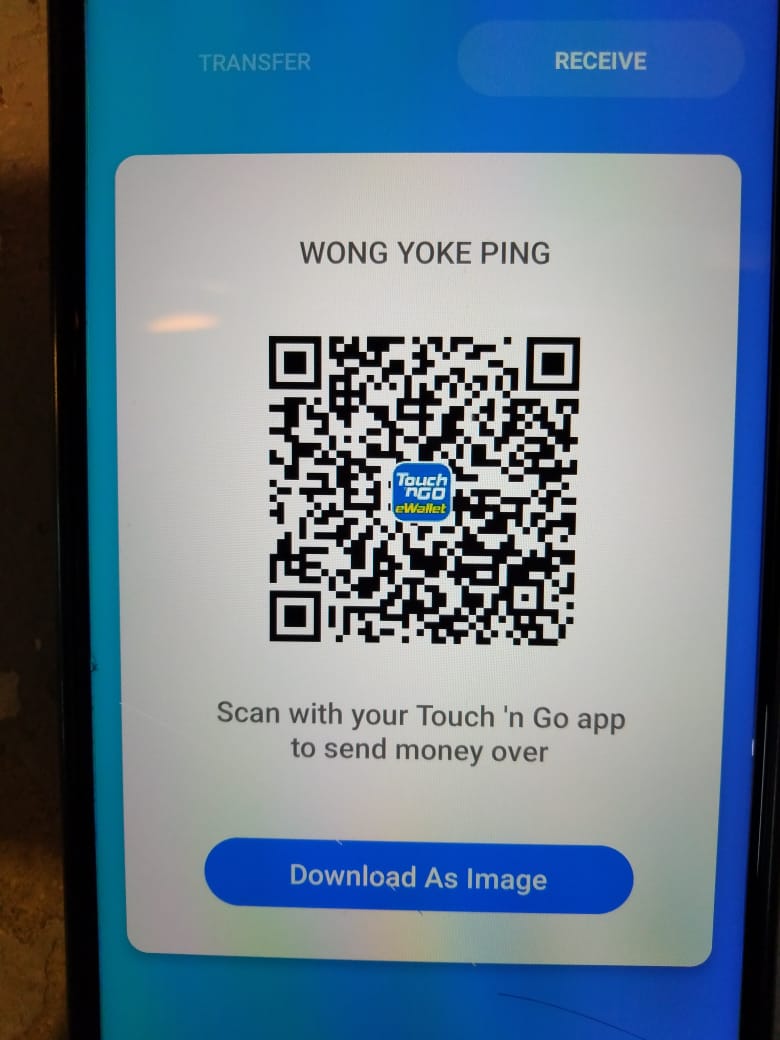 TRANSFER
RECEIVE
WONG YOKE PING
Touch
'nGO
eWallet
Scan with your Touch 'n Go app
to send money over
Download As Image